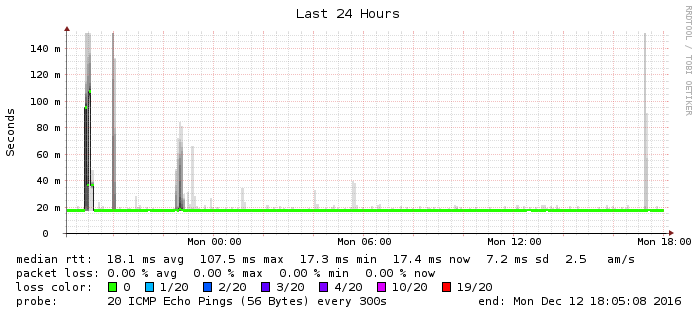 Last 24 Hours
RRDTOOL / TOBI OETIKER
Seconds
140 m
120 m
100 m
80 m
60 m
40 m
20 m
0
Mon 00:00 Mon 06:00 Mon 12:00 Mon 18:00
median rtt: 18.1 ms avg 107.5 ms max 17.3 ms min 17.4 ms now 7.2 ms sd 2.5 am/s
packet loss: 0.00 % avg 0.00 % max 0.00 % min 0.00 % now
loss color: 0 1/20 2/20 3/20 4/20 10/20 19/20
probe: 20 ICMP Echo Pings (56 Bytes) every 300s end: Mon Dec 12 18:05:08 2016